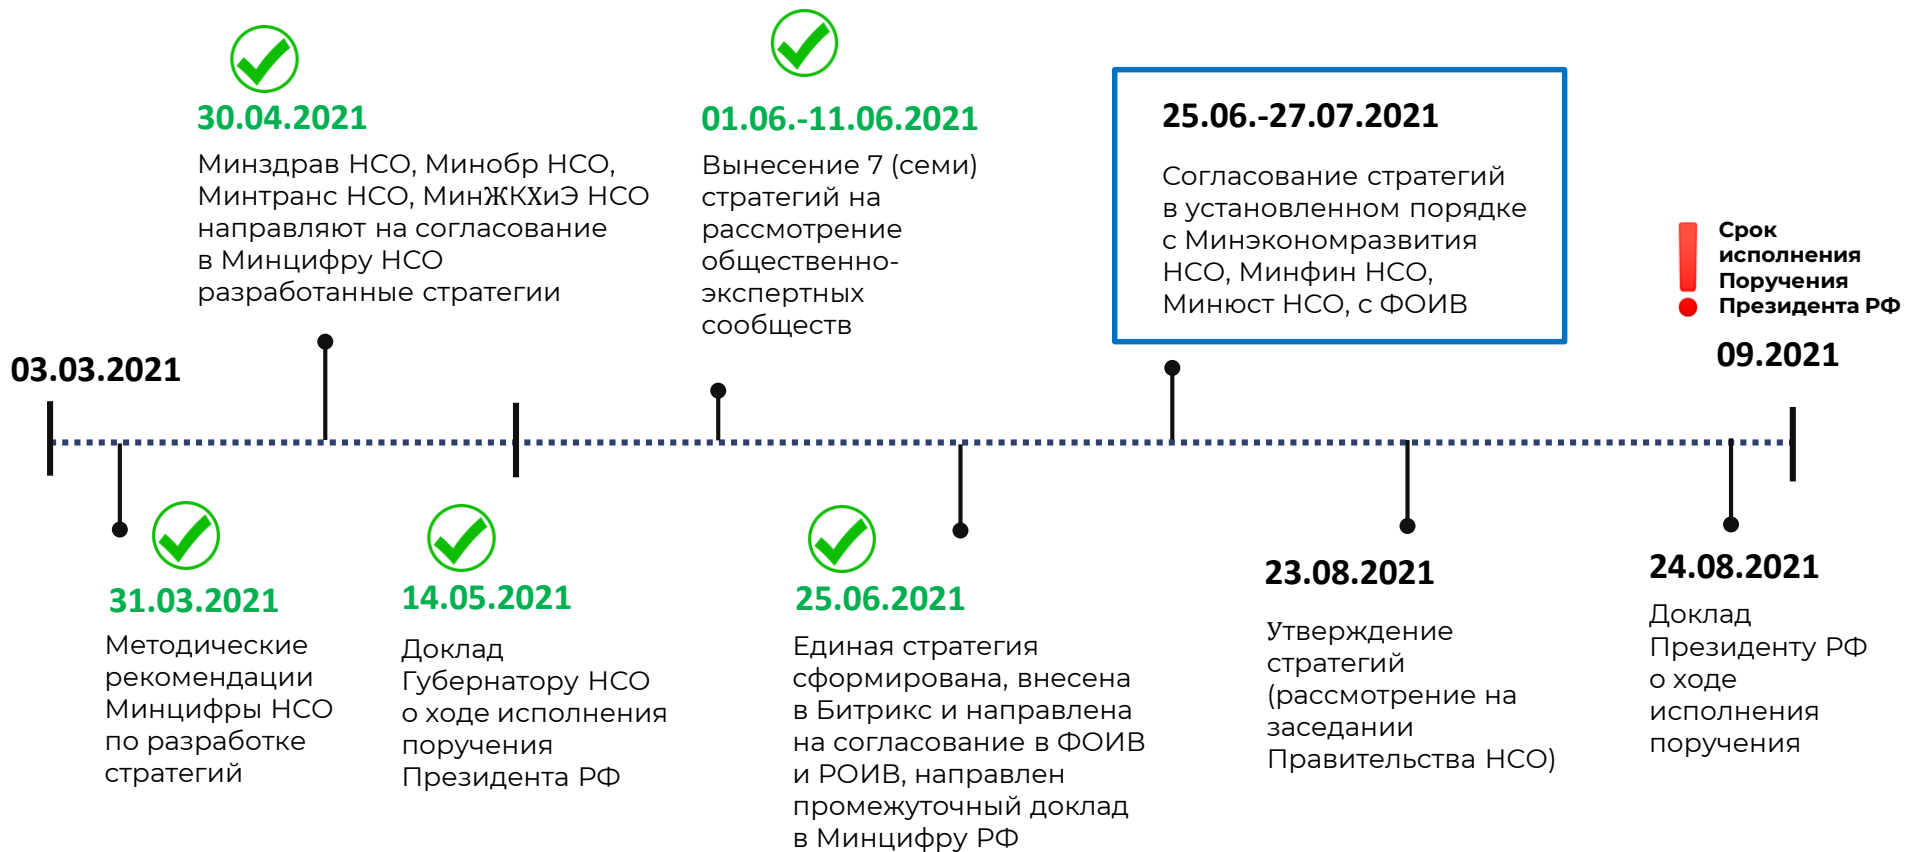 30.04.2021
Минздрав НСО, Минобр НСО,
Минтранс НСО, МинЖКХиЭ НСО
направляют на согласование
в Минцифру НСО
разработанные стратегии
01.06.-11.06.2021
Вынесение 7 (семи)
стратегий на
рассмотрение
общественно-
экспертных
сообществ
25.06.-27.07.2021
Согласование стратегий
в установленном порядке
с Минэкономразвития
НСО, Минфин НСО,
Минюст НСО, с ФОИВ
Срок
исполнения
Поручения
Президента РФ
03.03.2021
09.2021
31.03.2021
Методические
рекомендации
Минцифры НСО
по разработке
стратегий
14.05.2021
Доклад
Губернатору НСО
о ходе исполнения
поручения
Президента РФ
25.06.2021
Единая стратегия
сформирована, внесена
в Битрикс и направлена
на согласование в ФОИВ
и РОИВ, направлен
промежуточный доклад
в Минцифру РФ
23.08.2021
Утверждение
стратегий
(рассмотрение на
заседании
Правительства НСО)
24.08.2021
Доклад
Президенту РФ
о ходе
исполнения
поручения